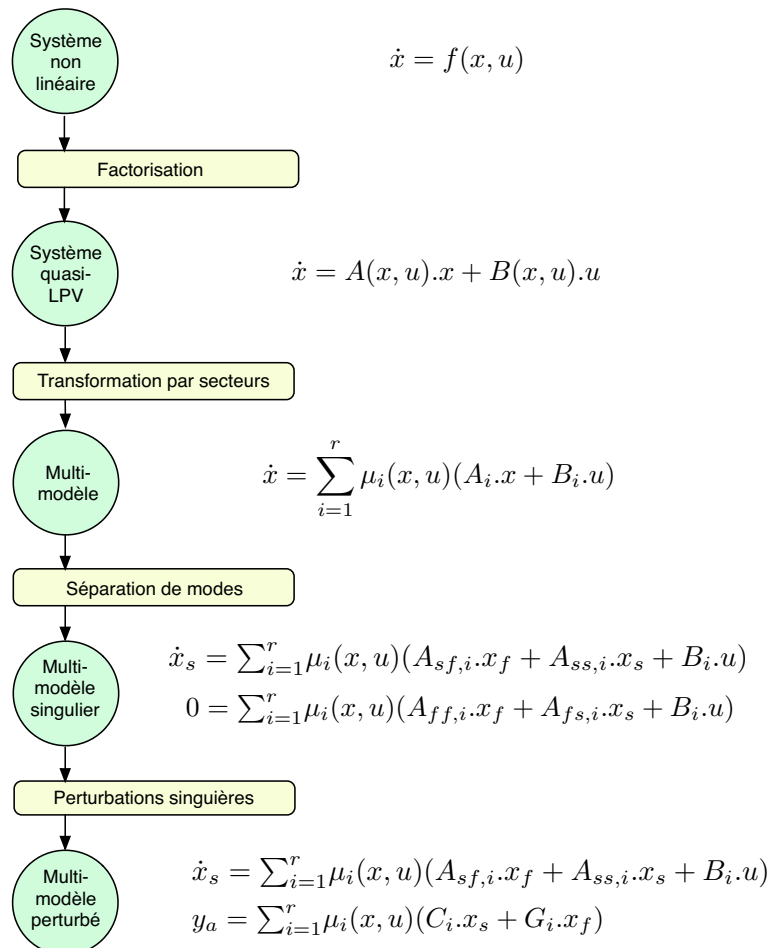 Système
non
linéaire
ẋ = f(x, u)
Factorisation
Système
quasi-
LPV
ẋ = A(x, u).x + B(x, u).u
Transformation par secteurs
Multi-
modèle
ẋ = ∑_{i=1}^{r} μ_i(x, u)(A_i.x + B_i.u)
Séparation de modes
Multi-
modèle
singulier
ẋ_s = ∑_{i=1}^{r} μ_i(x, u)(A_{sf,i}.x_f + A_{ss,i}.x_s + B_i.u)
0 = ∑_{i=1}^{r} μ_i(x, u)(A_{ff,i}.x_f + A_{fs,i}.x_s + B_i.u)
Perturbations singuières
Multi-
modèle
perturbé
ẋ_s = ∑_{i=1}^{r} μ_i(x, u)(A_{sf,i}.x_f + A_{ss,i}.x_s + B_i.u)
y_a = ∑_{i=1}^{r} μ_i(x, u)(C_i.x_s + G_i.x_f)